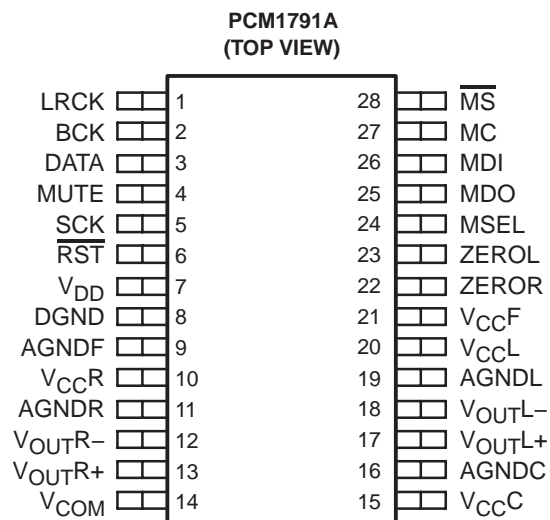 PCM1791A
(TOP VIEW)
LRCK 1 28 M̅S̅
BCK 2 27 MC
DATA 3 26 MDI
MUTE 4 25 MDO
SCK 5 24 MSEL
R̅S̅T̅ 6 23 ZEROL
VDD 7 22 ZEROR
DGND 8 21 VCCF
AGNDF 9 20 VCCL
VCCR 10 19 AGNDL
AGNDR 11 18 VOUTL−
VOUTR− 12 17 VOUTL+
VOUTR+ 13 16 AGNDC
VCOM 14 15 VCCC